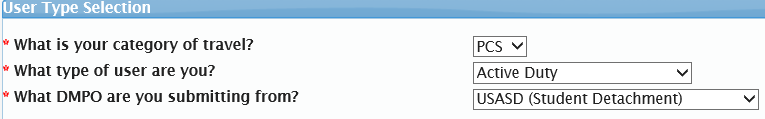 User Type Selection
* What is your category of travel? PCS
* What type of user are you? Active Duty
* What DMPO are you submitting from? USASD (Student Detachment)